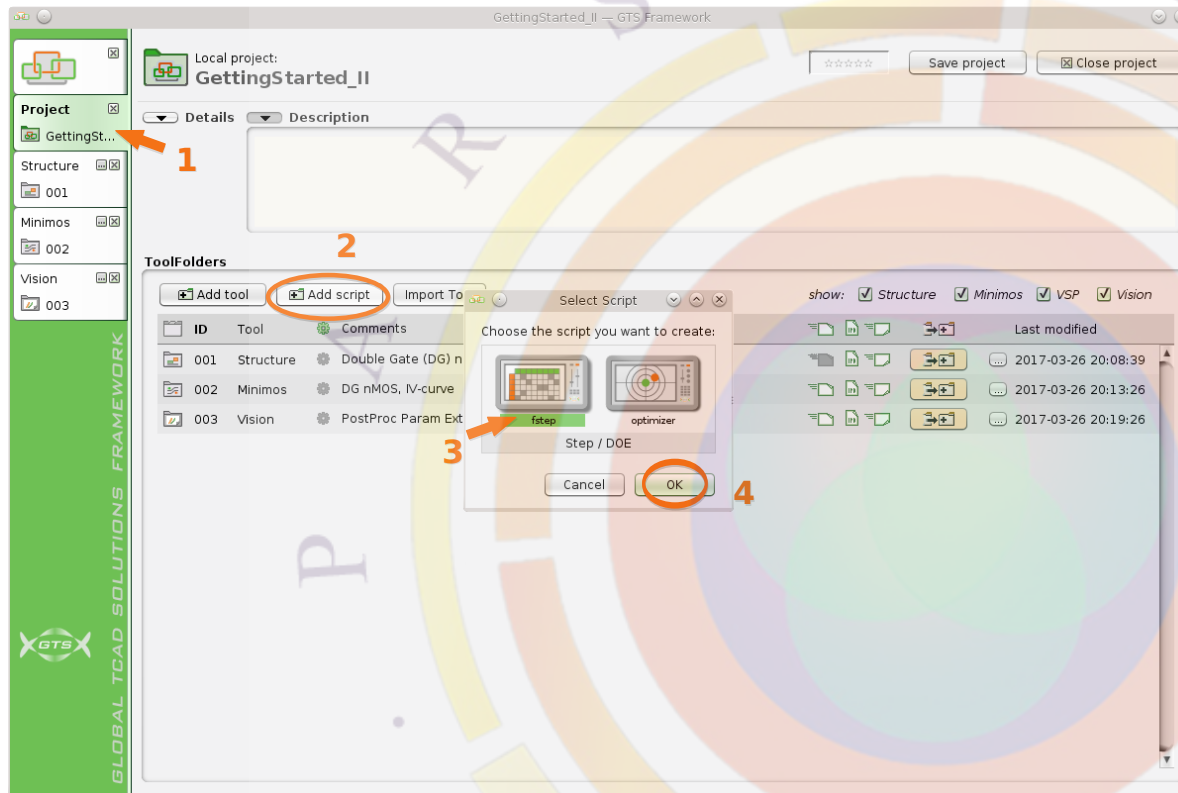 GettingStarted_II — GTS Framework
Local project:
GettingStarted_II
☆☆☆☆☆
Save project
Close project
Project
GettingSt...
1
Details
Description
Structure
001
Minimos
002
Vision
003
ToolFolders
2
Add tool
Add script
Import To
show: Structure Minimos VSP Vision
ID Tool Comments Last modified
001 Structure Double Gate (DG) n ... 2017-03-26 20:08:39
002 Minimos DG nMOS, IV-curve ... 2017-03-26 20:13:26
003 Vision PostProc Param Ext ... 2017-03-26 20:19:26
Select Script
Choose the script you want to create:
fstep
optimizer
3
Step / DOE
Cancel
OK
4
GLOBAL TCAD SOLUTIONS FRAMEWORK
GTS
P . A . R S